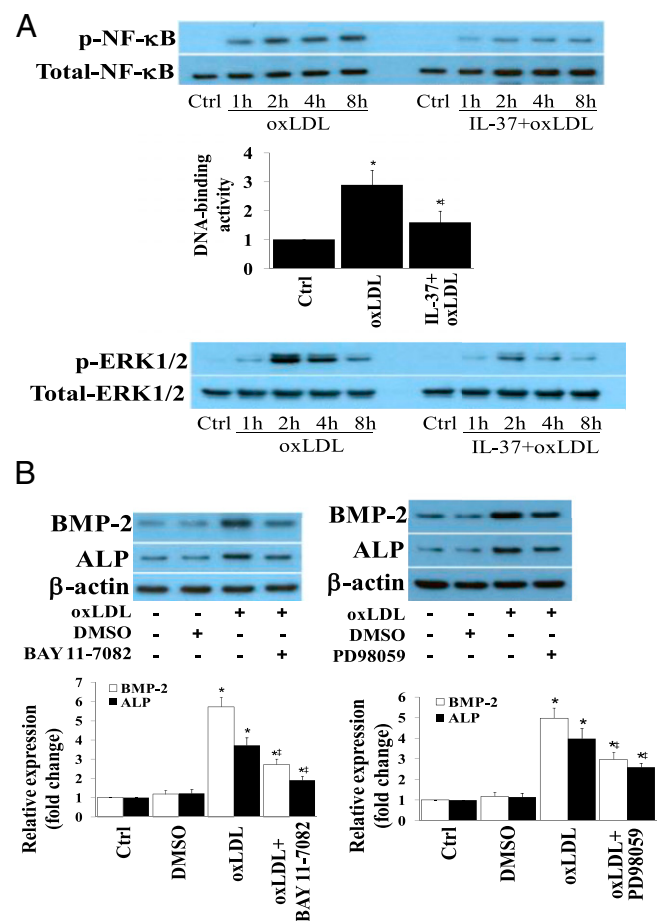 A
p-NF-κB
Total-NF-κB
Ctrl 1h 2h 4h 8h Ctrl 1h 2h 4h 8h
oxLDL IL-37+oxLDL
DNA-binding
activity
4
3
2
1
0
*
*‡
Ctrl
oxLDL
IL-37+
oxLDL
p-ERK1/2
Total-ERK1/2
Ctrl 1h 2h 4h 8h Ctrl 1h 2h 4h 8h
oxLDL IL-37+oxLDL
B
BMP-2
ALP
β-actin
oxLDL - - + +
DMSO - + - -
BAY 11-7082 - - - +
BMP-2
ALP
β-actin
oxLDL - - + +
DMSO - + - -
PD98059 - - - +
Relative expression
(fold change)
7
6
5
4
3
2
1
0
BMP-2
ALP
*
*
*‡
*‡
Ctrl
DMSO
oxLDL
oxLDL+
BAY 11-7082
Relative expression
(fold change)
6
5
4
3
2
1
0
BMP-2
ALP
*
*
*‡
*‡
Ctrl
DMSO
oxLDL
oxLDL+
PD98059